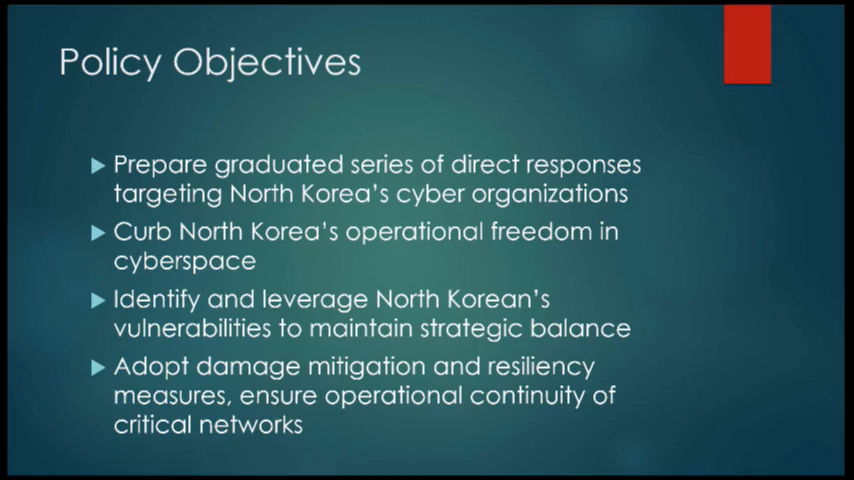 Policy Objectives
Prepare graduated series of direct responses
targeting North Korea's cyber organizations
Curb North Korea's operational freedom in
cyberspace
Identify and leverage North Korean's
vulnerabilities to maintain strategic balance
Adopt damage mitigation and resiliency
measures, ensure operational continuity of
critical networks